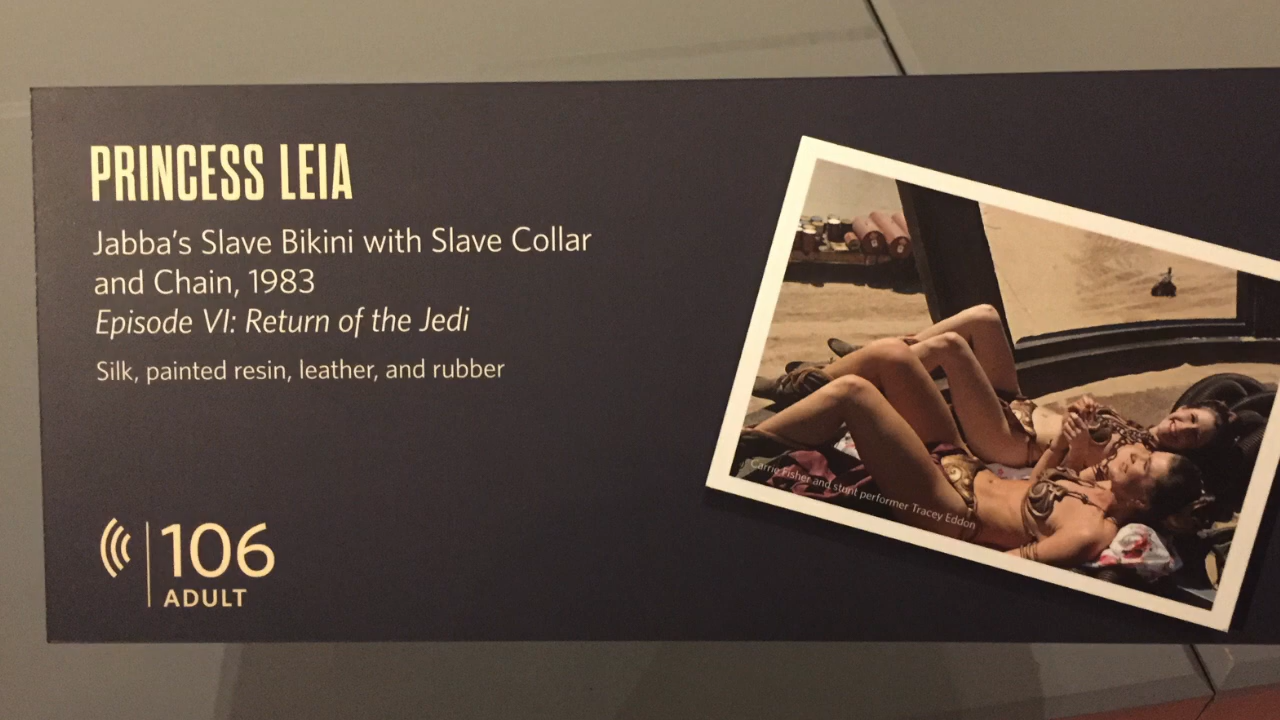 PRINCESS LEIA
Jabba's Slave Bikini with Slave Collar
and Chain, 1983
Episode VI: Return of the Jedi
Silk, painted resin, leather, and rubber
106
ADULT
Carrie Fisher and stunt performer Tracey Eddon